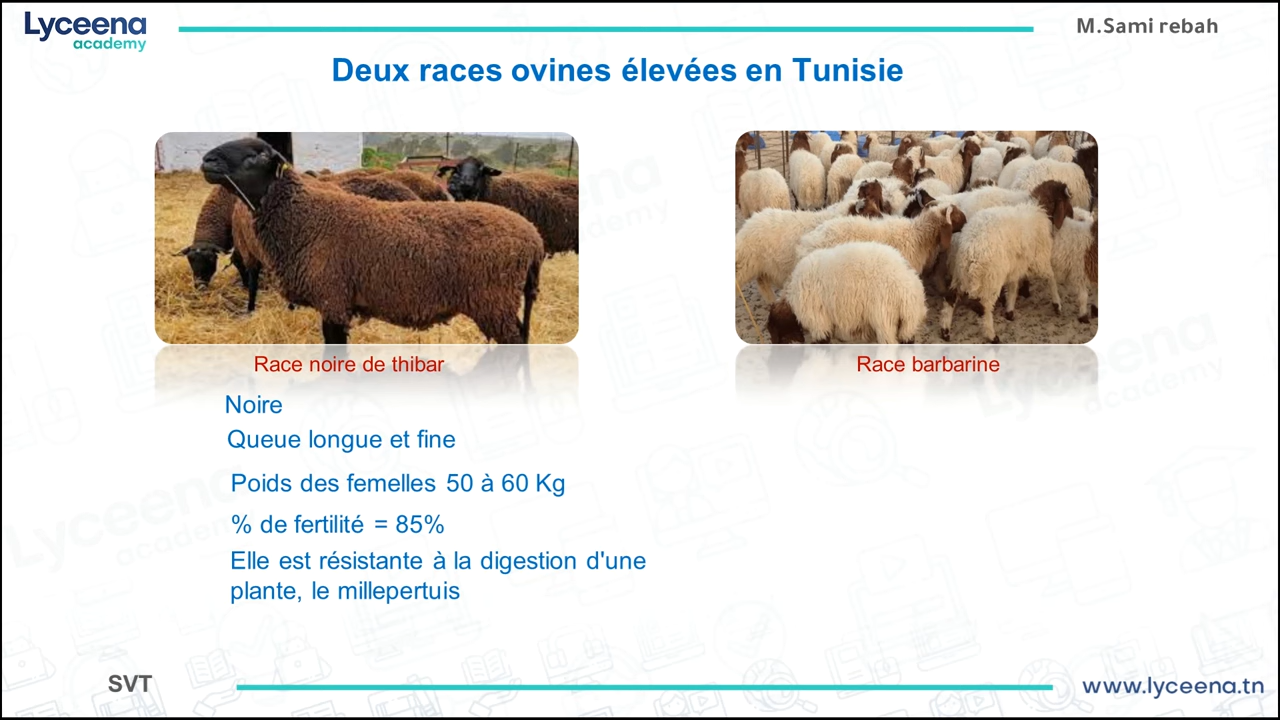 Lyceena
academy
M.Sami rebah
Deux races ovines élevées en Tunisie
Race noire de thibar
Race barbarine
Noire
Queue longue et fine
Poids des femelles 50 à 60 Kg
% de fertilité = 85%
Elle est résistante à la digestion d'une
plante, le millepertuis
SVT
www.lyceena.tn